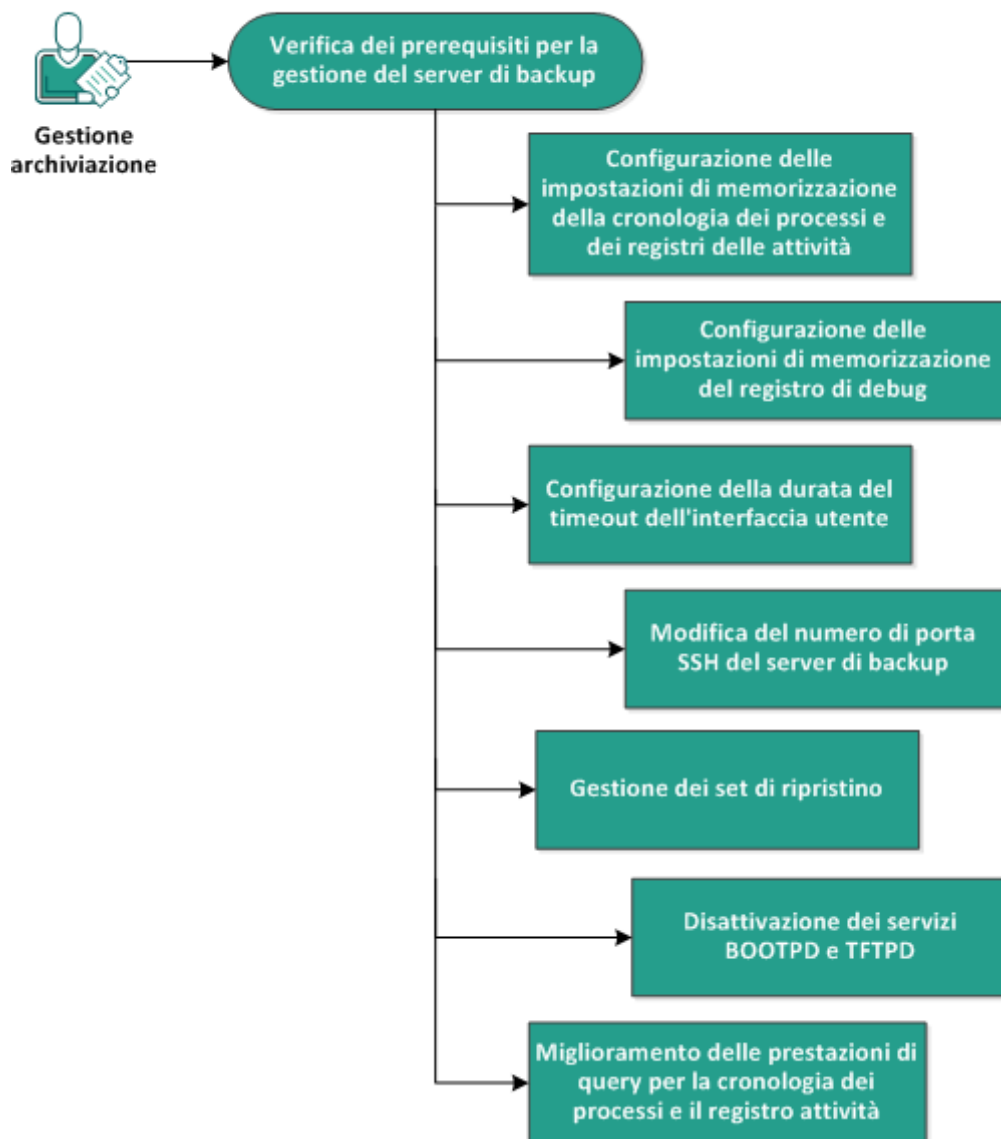 Verifica dei prerequisiti per la
gestione del server di backup
Gestione
archiviazione
Configurazione delle
impostazioni di memorizzazione
della cronologia dei processi e
dei registri delle attività
Configurazione delle
impostazioni di memorizzazione
del registro di debug
Configurazione della durata del
timeout dell'interfaccia utente
Modifica del numero di porta
SSH del server di backup
Gestione dei set di ripristino
Disattivazione dei servizi
BOOTPD e TFTPD
Miglioramento delle prestazioni di
query per la cronologia dei
processi e il registro attività